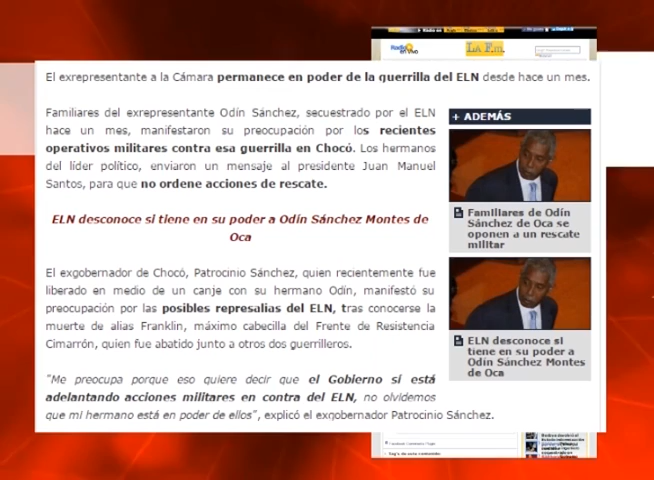 LA F.m.
El exrepresentante a la Cámara permanece en poder de la guerrilla del ELN desde hace un mes.
Familiares del exrepresentante Odín Sánchez, secuestrado por el ELN
hace un mes, manifestaron su preocupación por los recientes
operativos militares contra esa guerrilla en Chocó. Los hermanos
del líder político, enviaron un mensaje al presidente Juan Manuel
Santos, para que no ordene acciones de rescate.
ELN desconoce si tiene en su poder a Odín Sánchez Montes de
Oca
El exgobernador de Chocó, Patrocinio Sánchez, quien recientemente fue
liberado en medio de un canje con su hermano Odín, manifestó su
preocupación por las posibles represalias del ELN, tras conocerse la
muerte de alias Franklin, máximo cabecilla del Frente de Resistencia
Cimarrón, quien fue abatido junto a otros dos guerrilleros.
"Me preocupa porque eso quiere decir que el Gobierno si está
adelantando acciones militares en contra del ELN, no olvidemos
que mi hermano está en poder de ellos", explicó el exgobernador Patrocinio Sánchez.
+ ADEMÁS
Familiares de Odín
Sánchez de Oca se
oponen a un rescate
militar
ELN desconoce si
tiene en su poder a
Odín Sánchez Montes
de Oca